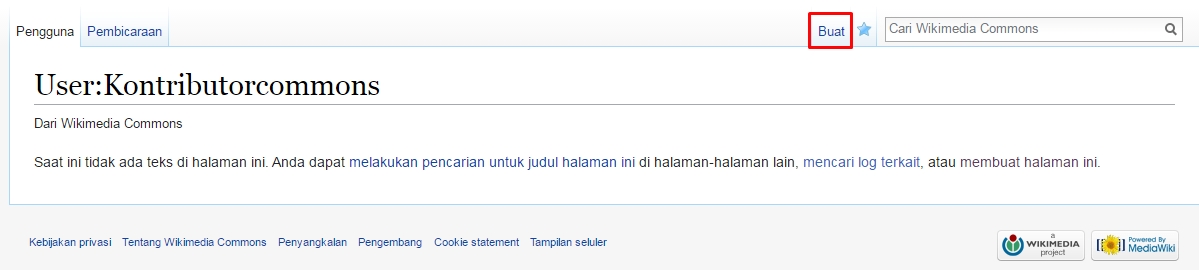 Pengguna Pembicaraan Buat Cari Wikimedia Commons
User:Kontributorcommons
Dari Wikimedia Commons
Saat ini tidak ada teks di halaman ini. Anda dapat melakukan pencarian untuk judul halaman ini di halaman-halaman lain, mencari log terkait, atau membuat halaman ini.
Kebijakan privasi Tentang Wikimedia Commons Penyangkalan Pengembang Cookie statement Tampilan seluler
a
WIKIMEDIA
project
Powered By
MediaWiki